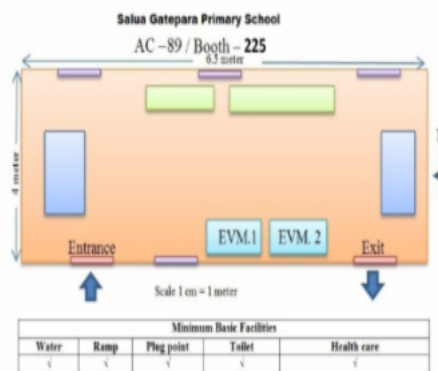 Salua Gatepara Primary School
AC –89 / Booth – 225
6.5 meter
4 meter
EVM.1
EVM. 2
Entrance
Exit
Scale 1 cm = 1 meter
Minimum Basic Facilities
Water Ramp Plug point Toilet Health care
√ √ √ √ √